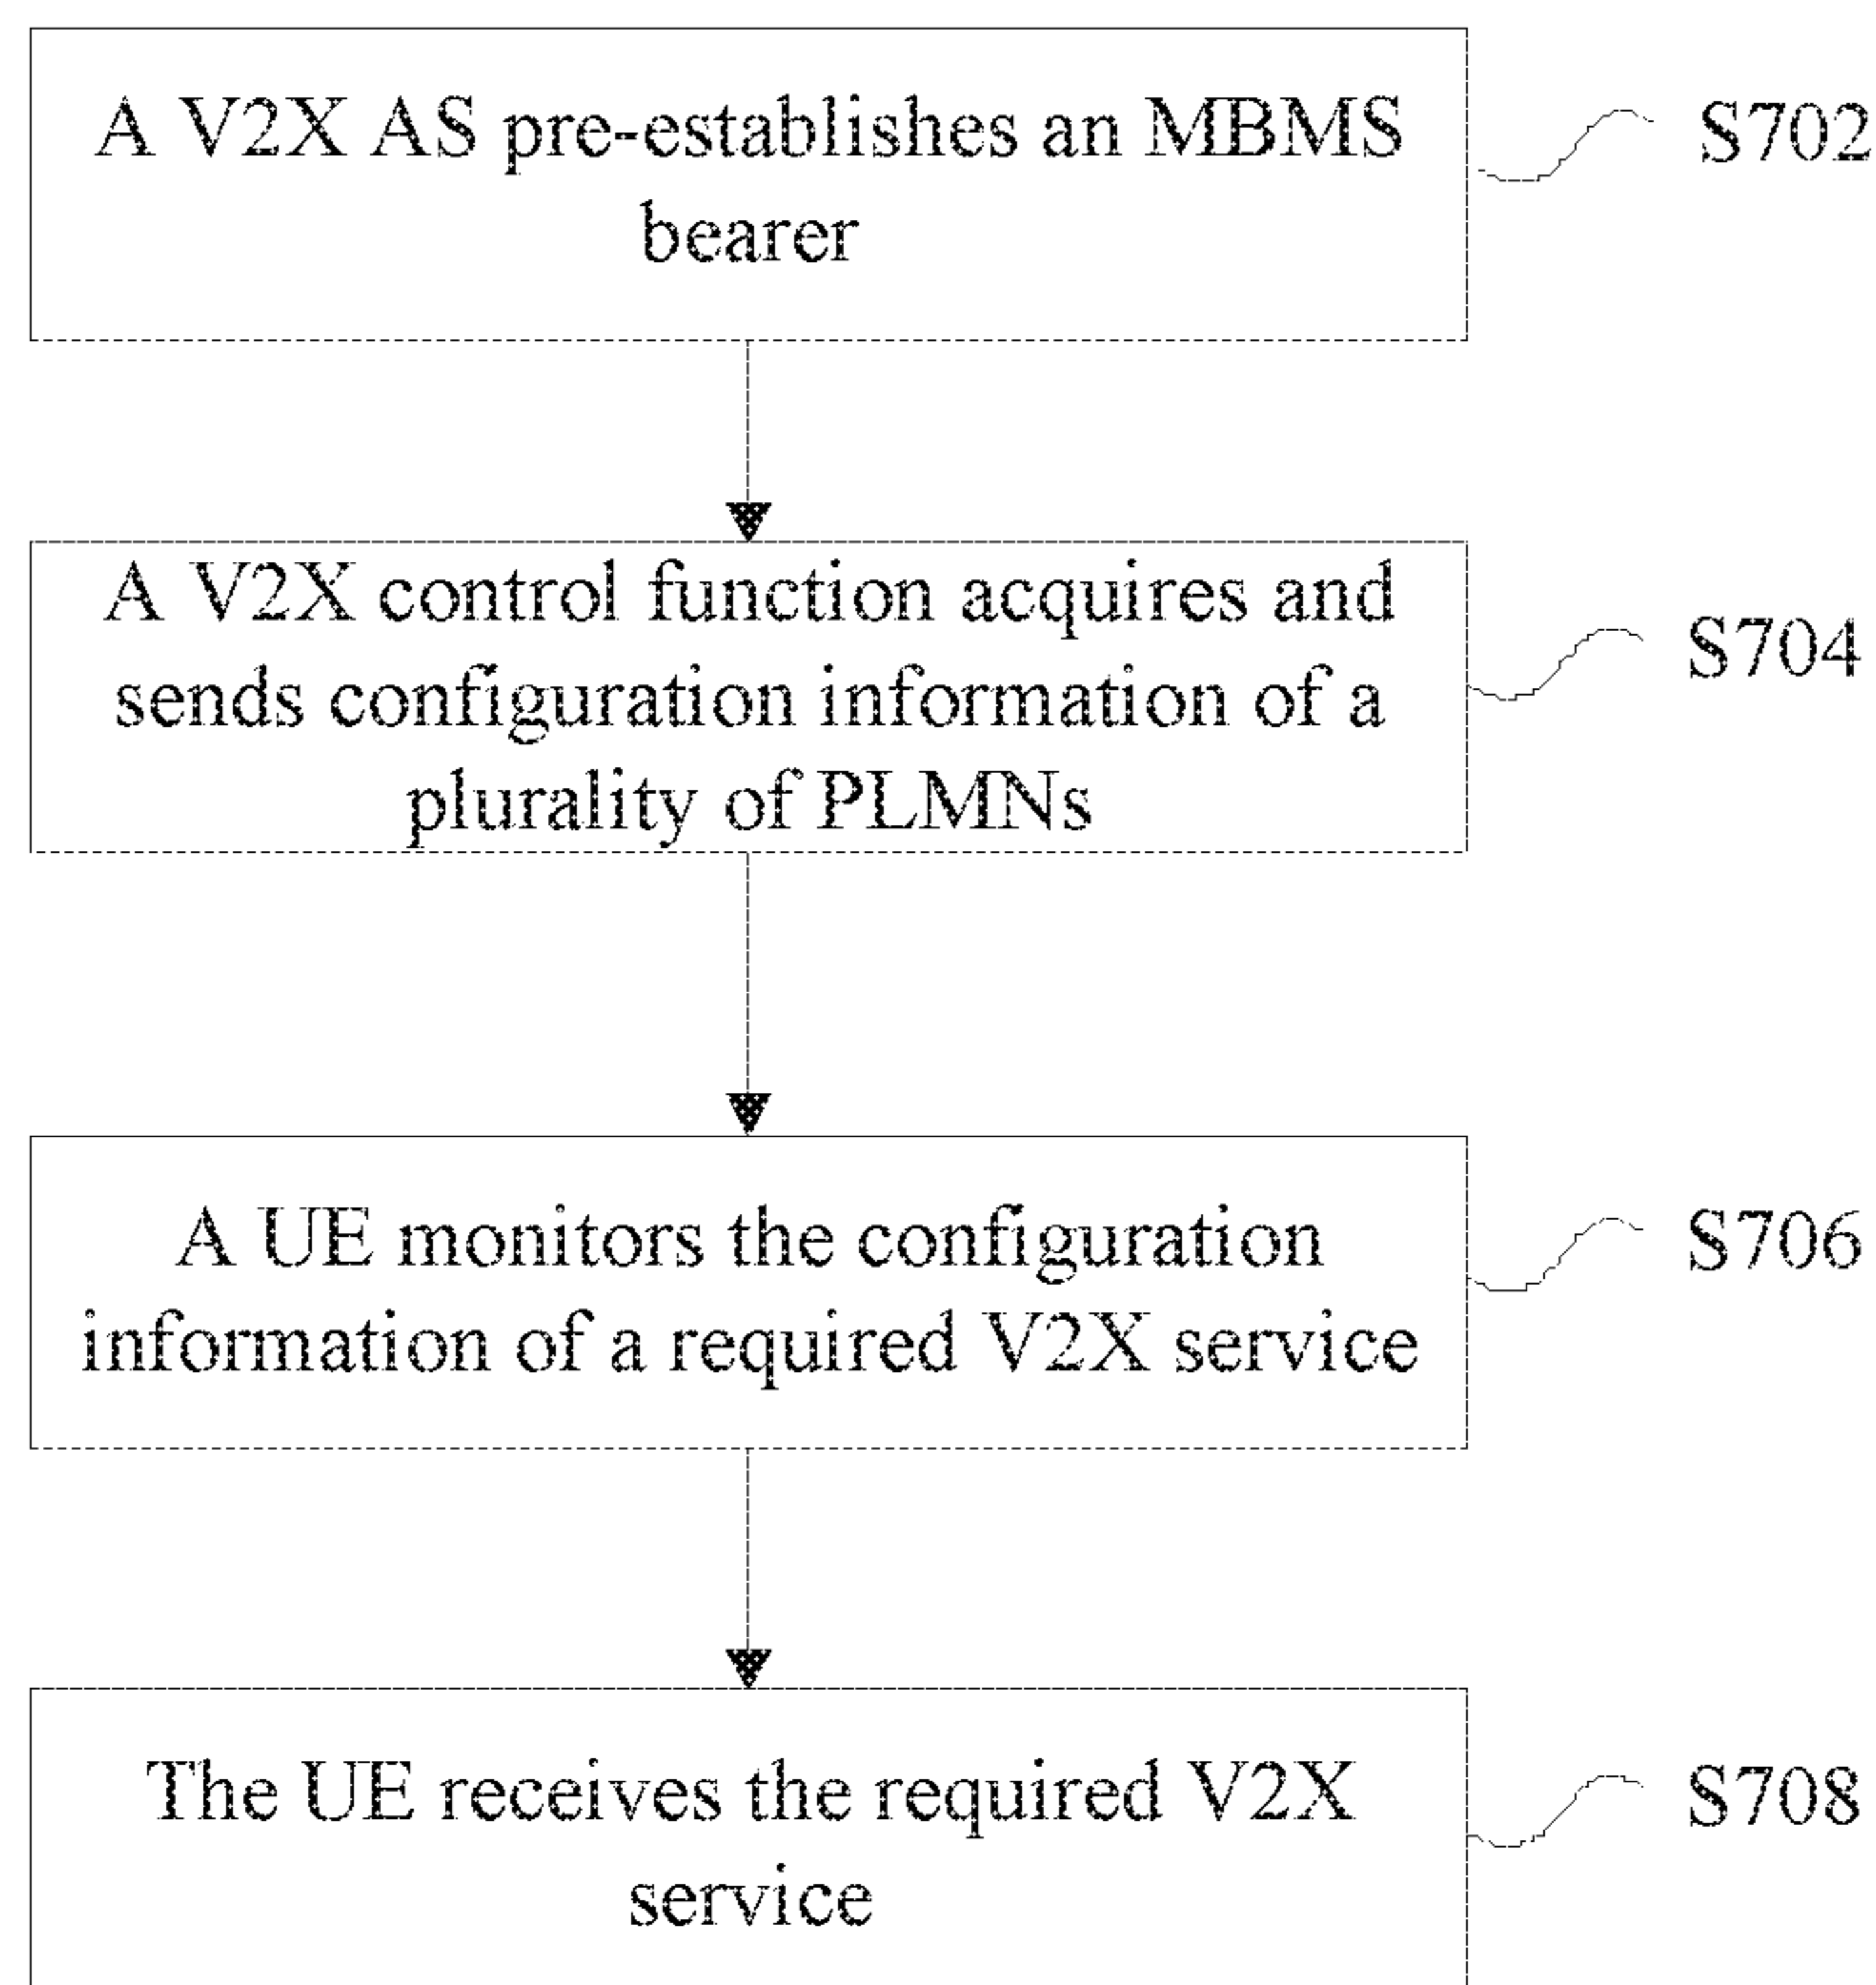 A V2X AS pre-establishes an MBMS
bearer
S702
A V2X control function acquires and
sends configuration information of a
plurality of PLMNs
S704
A UE monitors the configuration
information of a required V2X service
S706
The UE receives the required V2X
service
S708